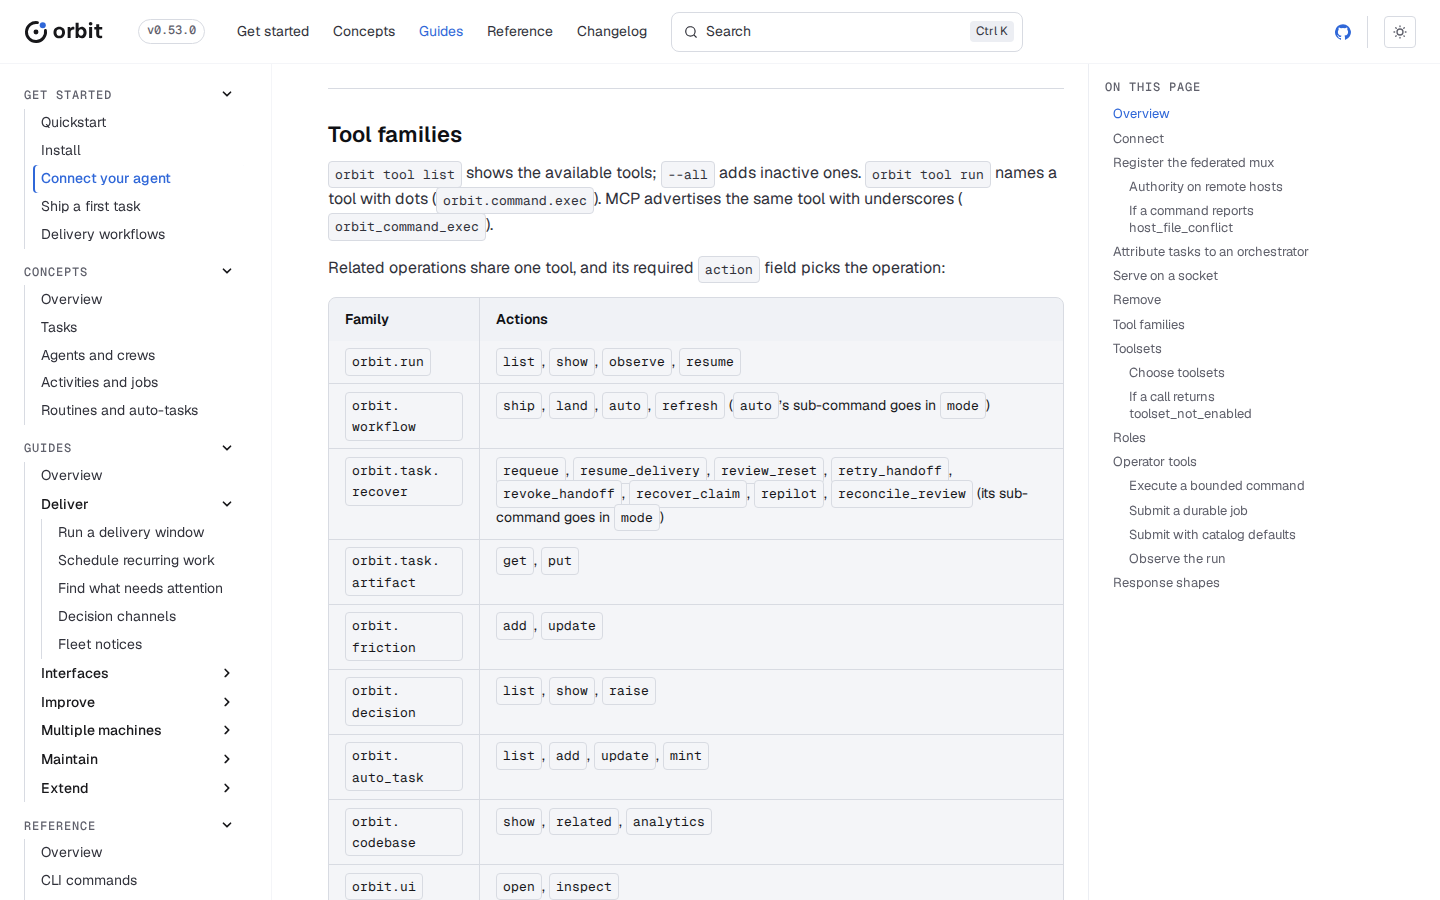 orbit
v0.53.0
Get started
Concepts
Guides
Reference
Changelog
Search
Ctrl K
GET STARTED
Quickstart
Install
Connect your agent
Ship a first task
Delivery workflows
CONCEPTS
Overview
Tasks
Agents and crews
Activities and jobs
Routines and auto-tasks
GUIDES
Overview
Deliver
Run a delivery window
Schedule recurring work
Find what needs attention
Decision channels
Fleet notices
Interfaces
Improve
Multiple machines
Maintain
Extend
REFERENCE
Overview
CLI commands
Tool families
orbit tool list shows the available tools; --all adds inactive ones. orbit tool run names a
tool with dots (orbit.command.exec). MCP advertises the same tool with underscores (
orbit_command_exec).
Related operations share one tool, and its required action field picks the operation:
Family
Actions
orbit.run
list, show, observe, resume
orbit.
workflow
ship, land, auto, refresh (auto's sub-command goes in mode)
orbit.task.
recover
requeue, resume_delivery, review_reset, retry_handoff,
revoke_handoff, recover_claim, repilot, reconcile_review (its sub-
command goes in mode)
orbit.task.
artifact
get, put
orbit.
friction
add, update
orbit.
decision
list, show, raise
orbit.
auto_task
list, add, update, mint
orbit.
codebase
show, related, analytics
orbit.ui
open, inspect
ON THIS PAGE
Overview
Connect
Register the federated mux
Authority on remote hosts
If a command reports
host_file_conflict
Attribute tasks to an orchestrator
Serve on a socket
Remove
Tool families
Toolsets
Choose toolsets
If a call returns
toolset_not_enabled
Roles
Operator tools
Execute a bounded command
Submit a durable job
Submit with catalog defaults
Observe the run
Response shapes